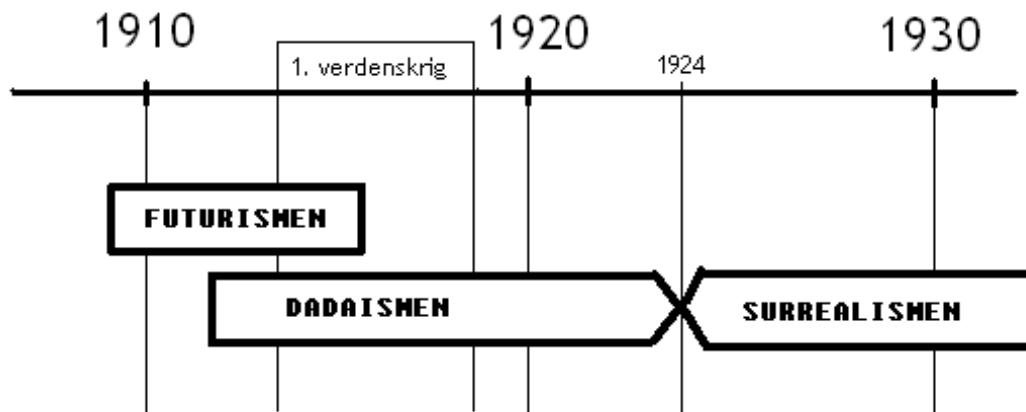 1910
1920
1930
1. verdenskrig
1924
FUTURISMEN
DADAISMEN
SURREALISMEN